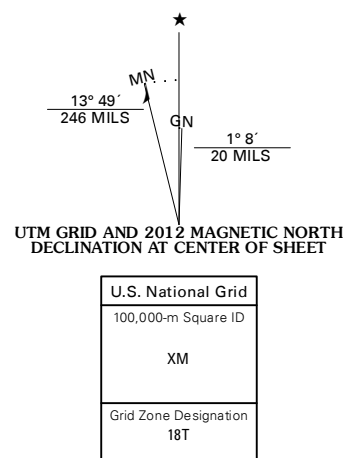 ★
MN
13° 49´
246 MILS
GN
1° 8´
20 MILS
UTM GRID AND 2012 MAGNETIC NORTH
DECLINATION AT CENTER OF SHEET
U.S. National Grid
100,000-m Square ID
XM
Grid Zone Designation
18T